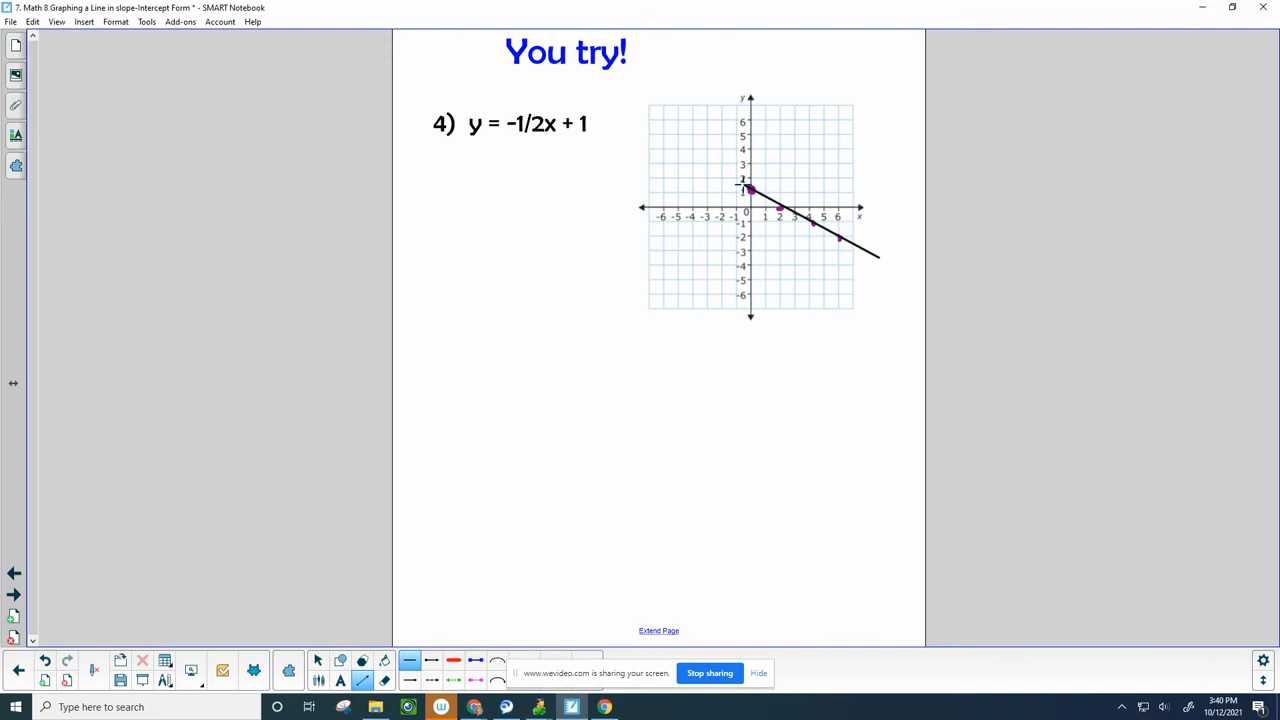 7. Math 8 Graphing a Line in slope-Intercept Form * - SMART Notebook
File Edit View Insert Format Tools Add-ons Account Help
You try!
4) y = -1/2x + 1
y
6
5
4
3
2
1
0
-6 -5 -4 -3 -2 -1 1 2 3 4 5 6 x
-1
-2
-3
-4
-5
-6
Extend Page
www.wevideo.com is sharing your screen. Stop sharing Hide
Type here to search
3:40 PM
10/12/2021